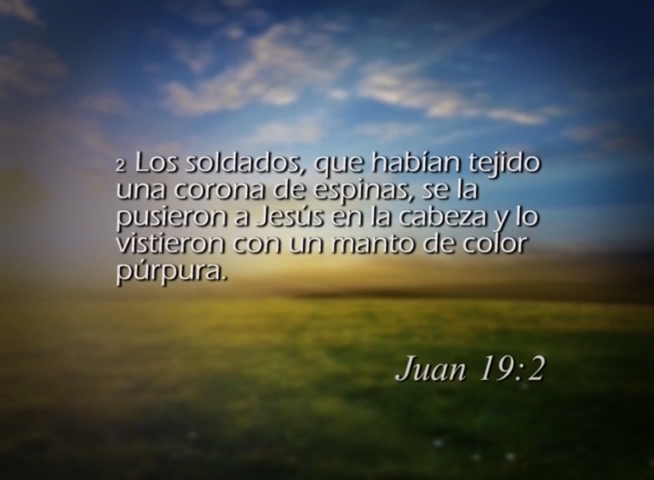 2 Los soldados, que habían tejido
una corona de espinas, se la
pusieron a Jesús en la cabeza y lo
vistieron con un manto de color
púrpura.
Juan 19:2